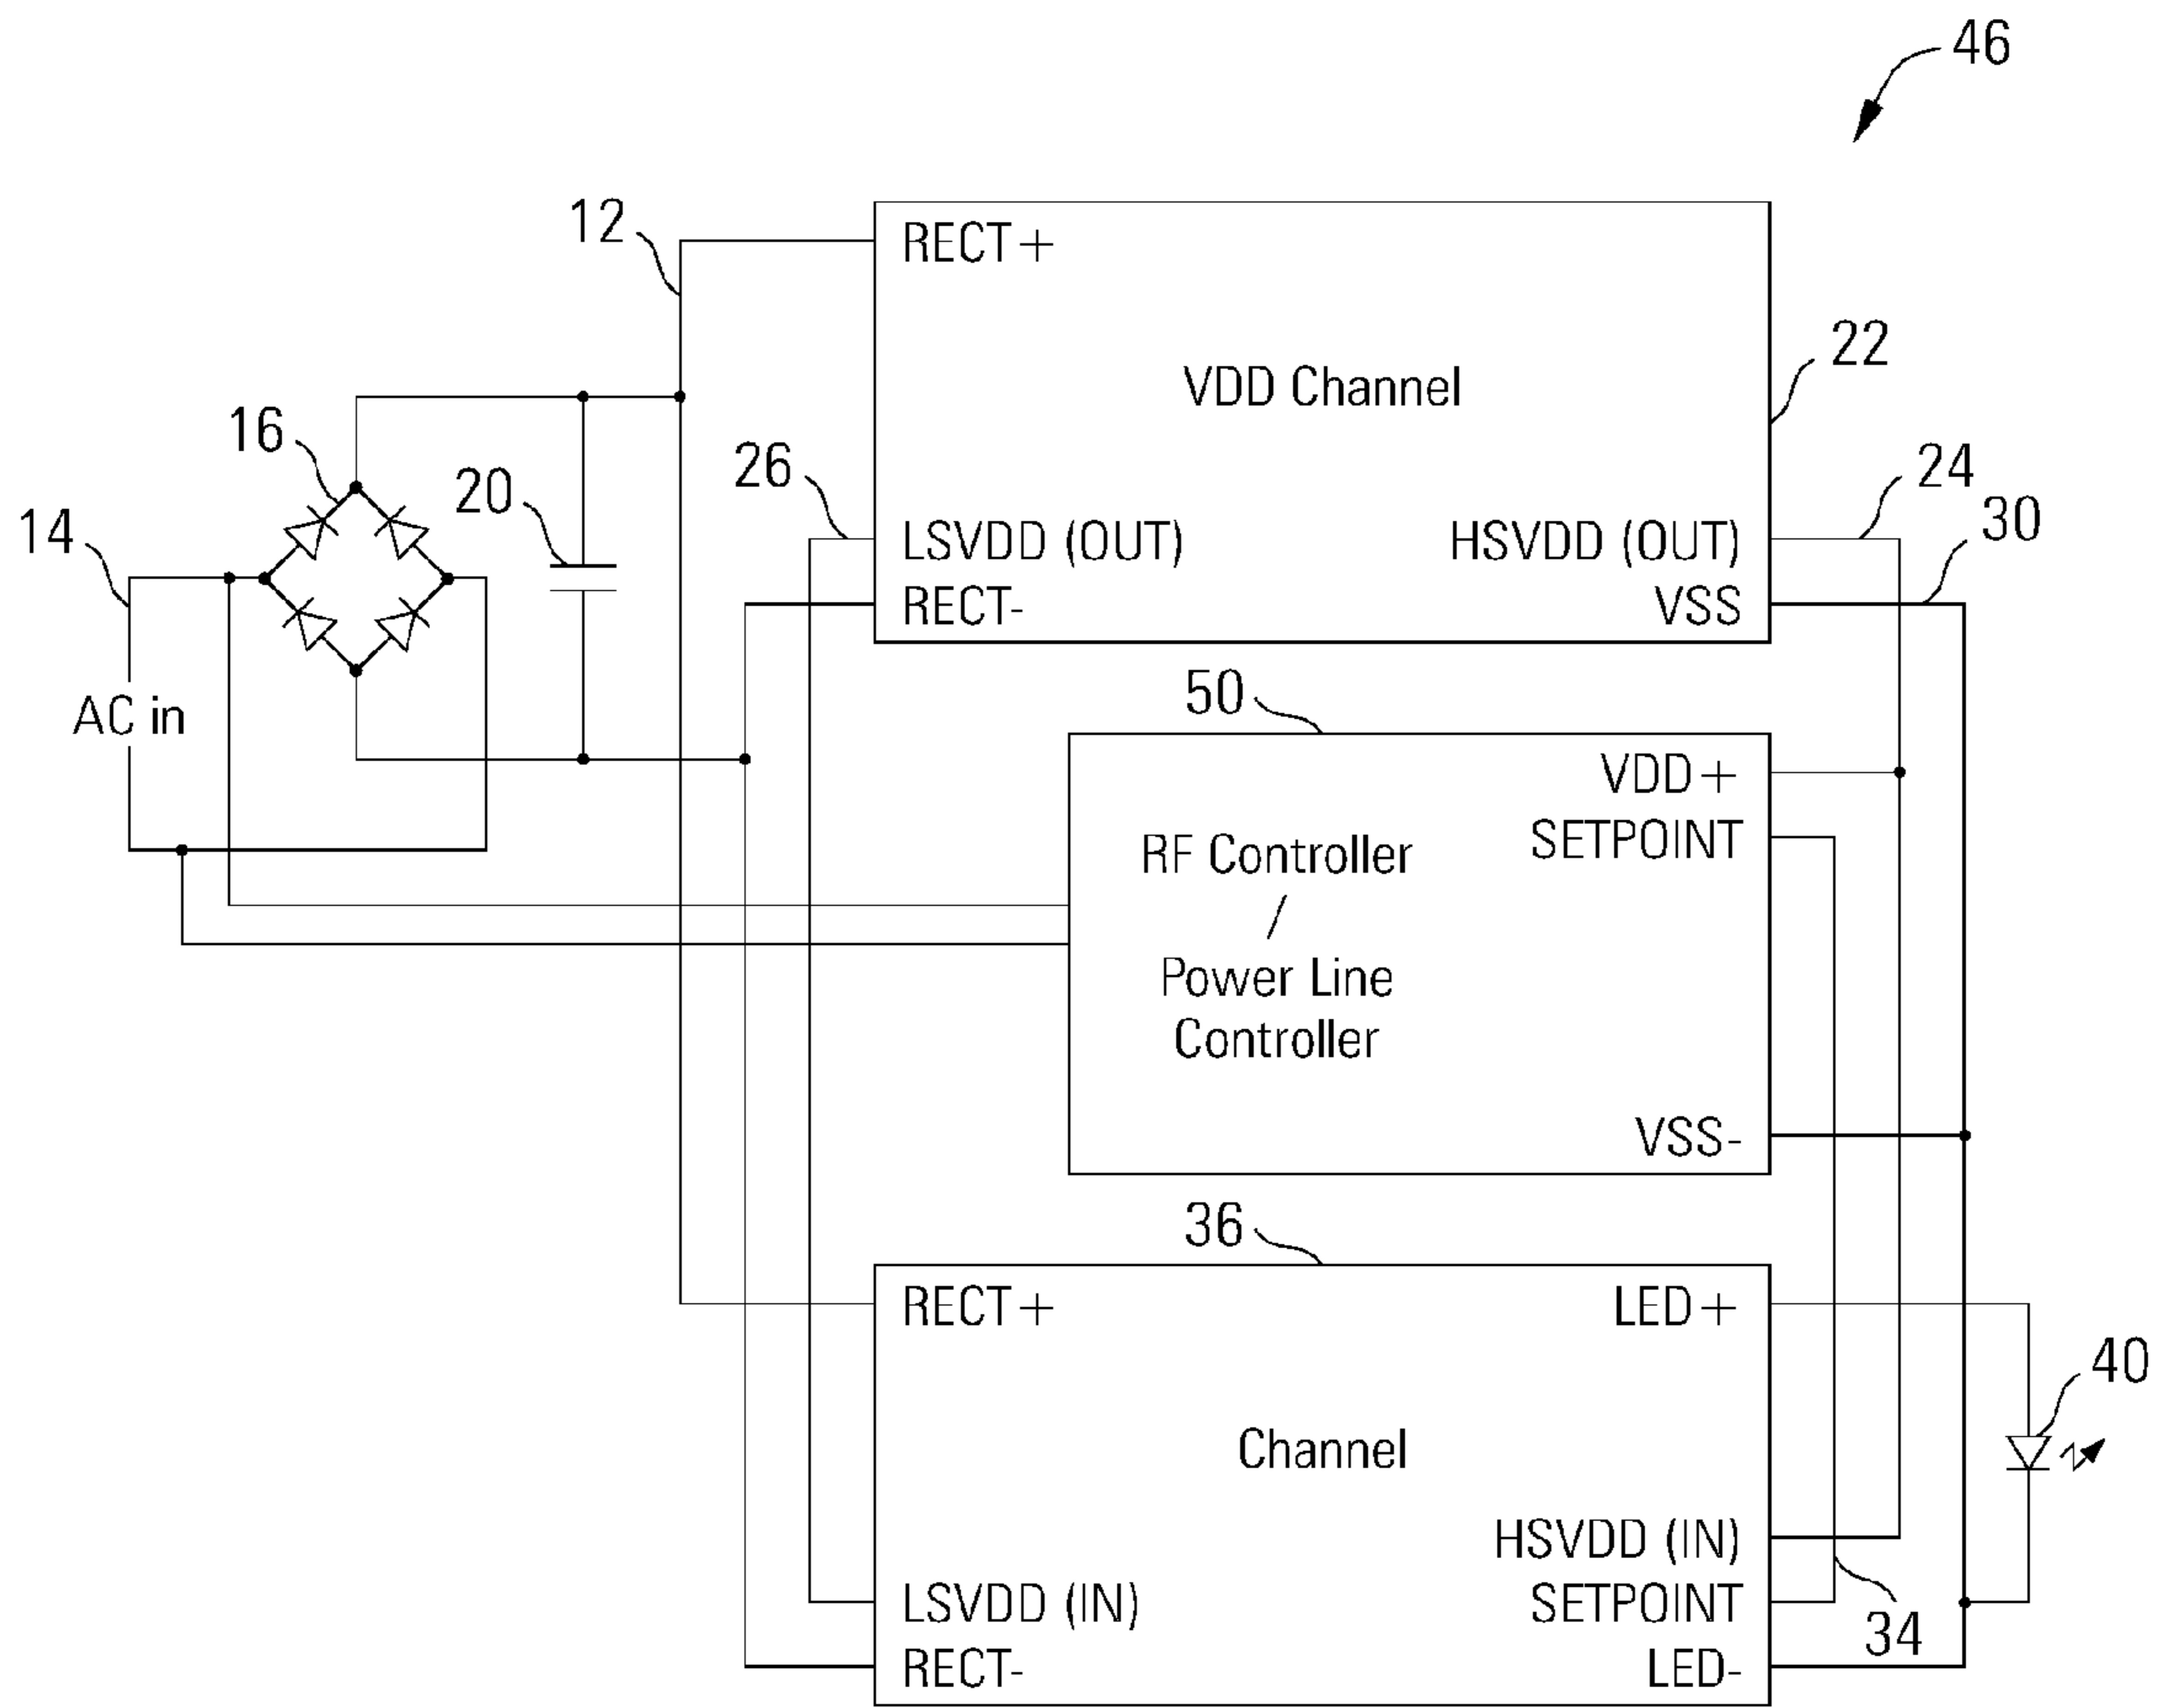 46
12
RECT+
22
VDD Channel
16
26
20
24
14
30
LSVDD (OUT)
HSVDD (OUT)
RECT-
VSS
50
AC in
VDD+
SETPOINT
RF Controller
/
Power Line
Controller
VSS-
36
RECT+
LED+
40
Channel
HSVDD (IN)
LSVDD (IN)
SETPOINT
34
RECT-
LED-